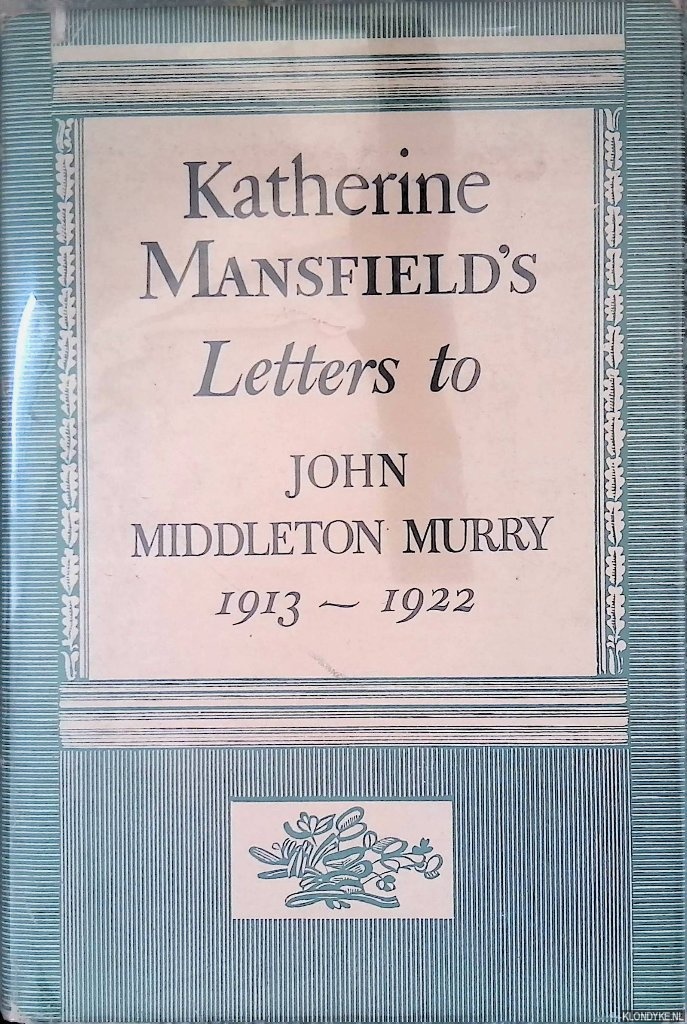 Katherine
MANSFIELD'S
Letters to
JOHN
MIDDLETON MURRY
1913 ~ 1922
KLONDYKE.NL